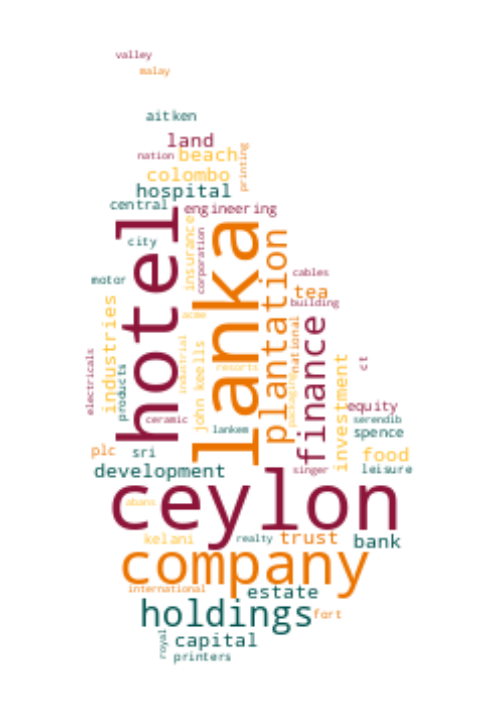 valley
malay
aitken
land
nation
beach
printing
colombo
hospital
central
engineering
hotel
lanka
insurance
corporation
plantation
city
motor
cables
tea
building
industries
acme
national
finance
electricals
products
industrial
john keells
resorts
packaging
investment
ct
equity
ceramic
lankem
serendib
spence
plc
sri
food
development
singer
leisure
ceylon
abans
kelani
realty
trust
bank
company
international
estate
holdings
fort
royal
capital
printers